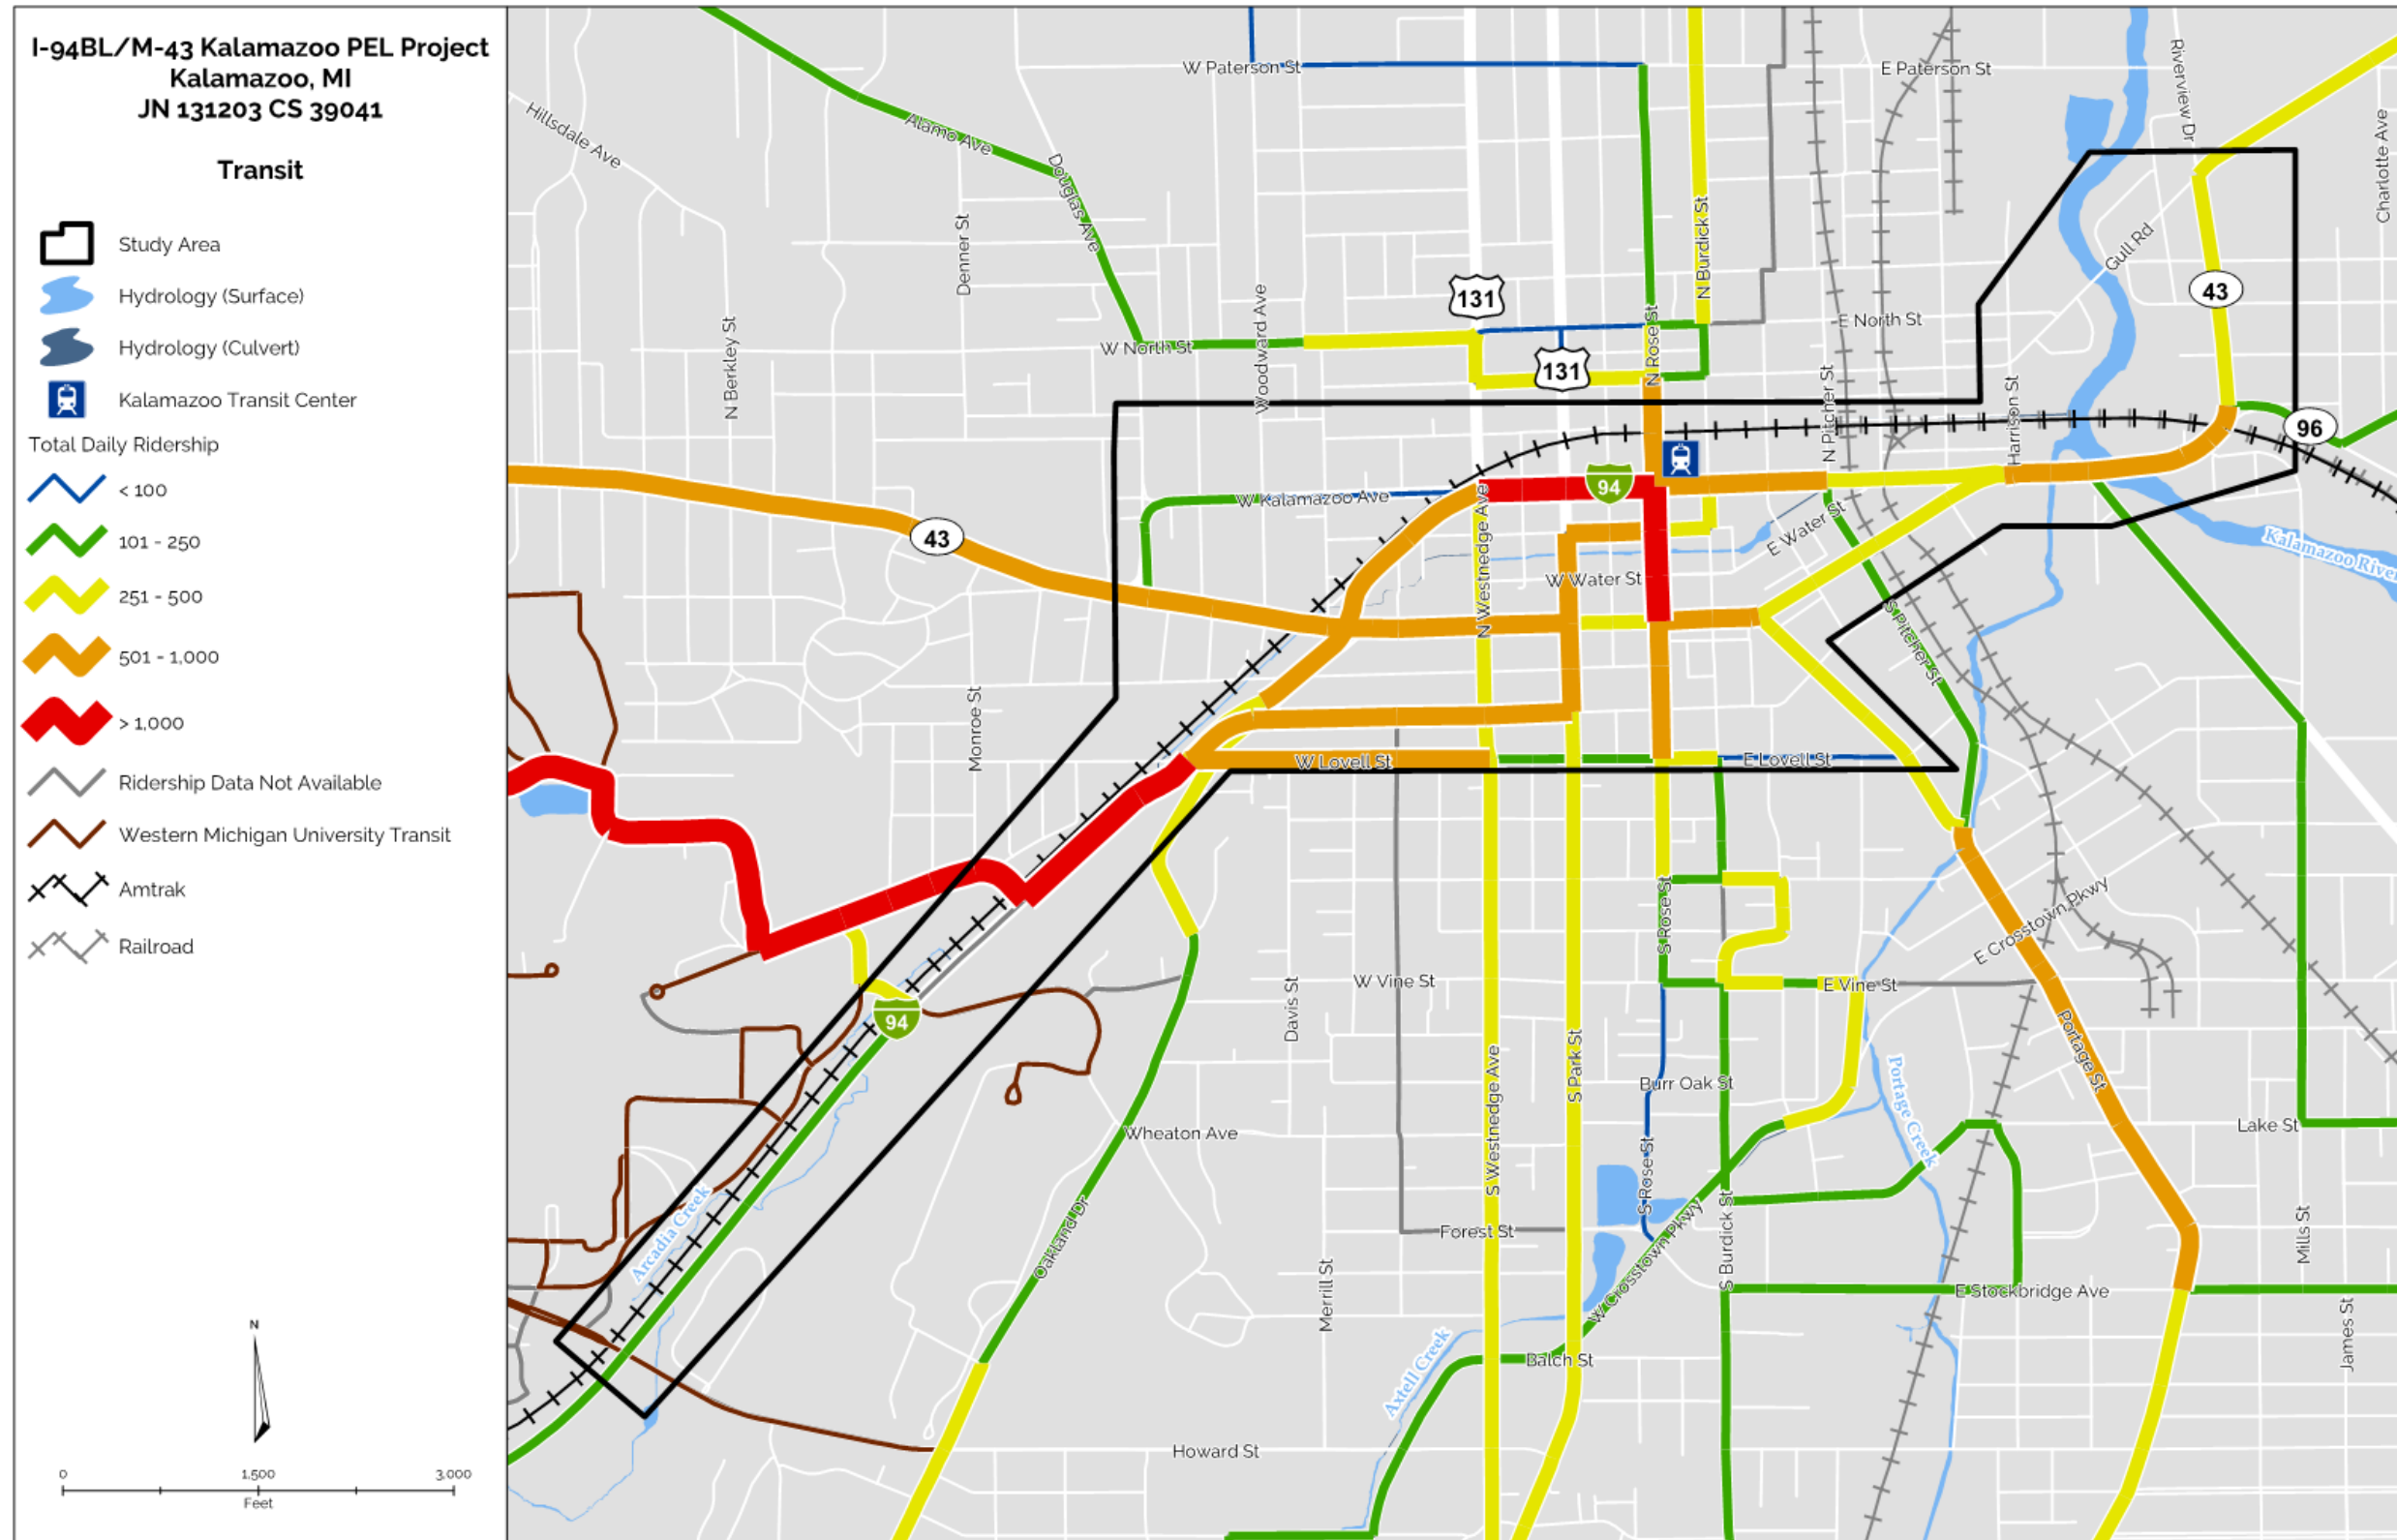 I-94BL/M-43 Kalamazoo PEL Project
Kalamazoo, MI
JN 131203 CS 39041
Transit
Study Area
Hydrology (Surface)
Hydrology (Culvert)
Kalamazoo Transit Center
Total Daily Ridership
< 100
101 - 250
251 - 500
501 - 1,000
> 1,000
Ridership Data Not Available
Western Michigan University Transit
Amtrak
Railroad
N
0 1,500 3,000
Feet
W Paterson St
E Paterson St
Riverview Dr
Charlotte Ave
Hillsdale Ave
Alamo Ave
Douglas Ave
Denner St
N Burdick St
Gull Rd
N Berkley St
Woodward Ave
131
43
W North St
131
N Rose St
E North St
N Pitcher St
Harrison St
96
43
W Kalamazoo Ave
94
N Westnedge Ave
E Water St
Kalamazoo River
W Water St
S Pitcher St
Monroe St
W Lovell St
E Lovell St
S Rose St
E Crosstown Pkwy
W Vine St
E Vine St
Davis St
94
S Westnedge Ave
S Park St
Burr Oak St
Portage Creek
Portage St
Wheaton Ave
Lake St
Arcadia Creek
Oakland Dr
Forest St
S Rose St
W Crosstown Pkwy
S Burdick St
Mills St
Merrill St
E Stockbridge Ave
James St
Axtell Creek
Balch St
Howard St